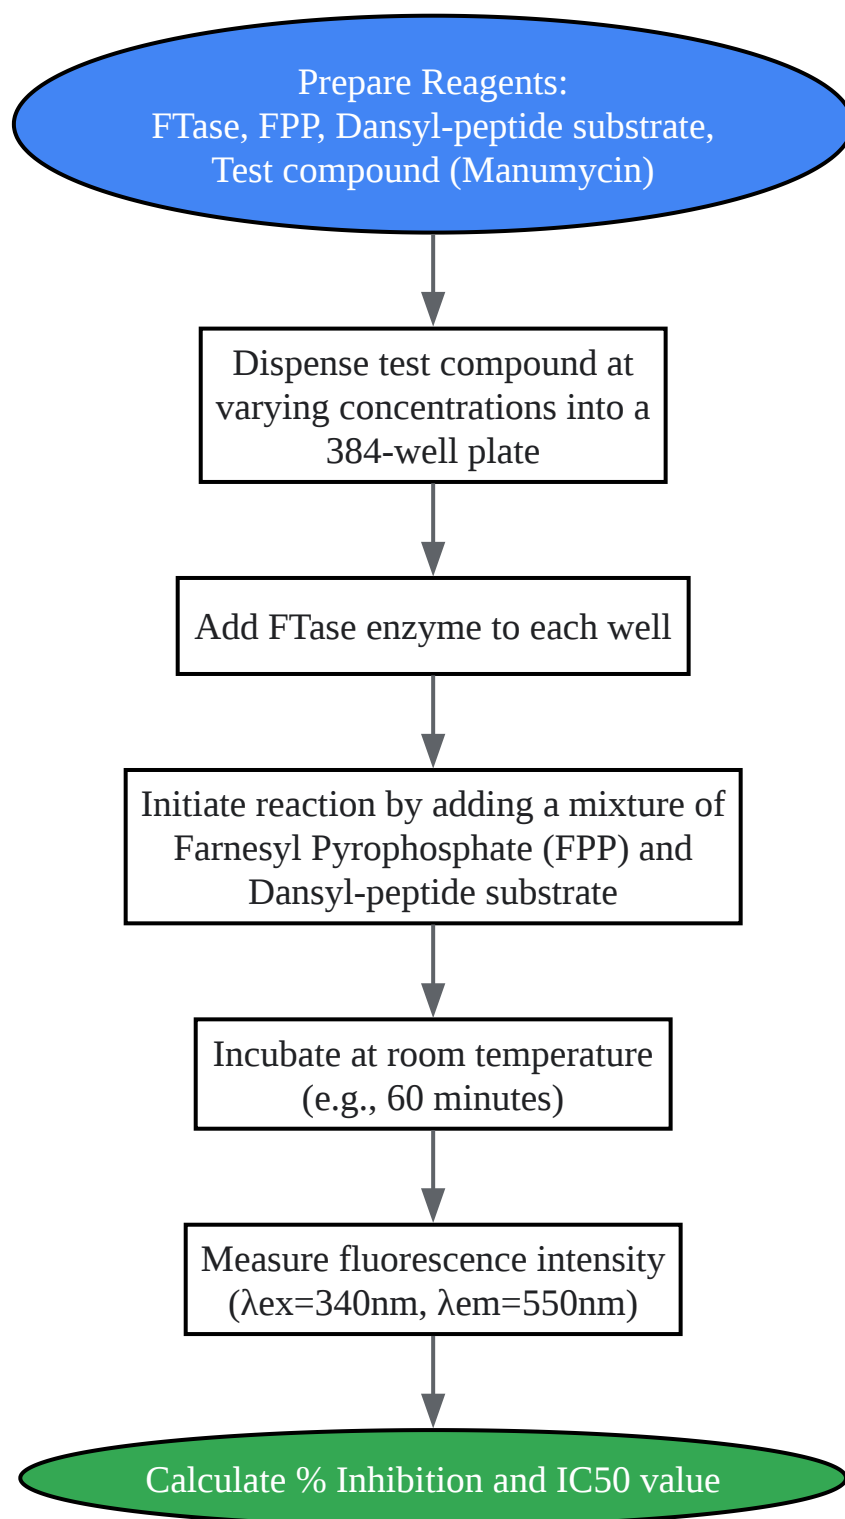 Prepare Reagents:
FTase, FPP, Dansyl-peptide substrate,
Test compound (Manumycin)
Dispense test compound at
varying concentrations into a
384-well plate
Add FTase enzyme to each well
Initiate reaction by adding a mixture of
Farnesyl Pyrophosphate (FPP) and
Dansyl-peptide substrate
Incubate at room temperature
(e.g., 60 minutes)
Measure fluorescence intensity
(λex=340nm, λem=550nm)
Calculate % Inhibition and IC50 value